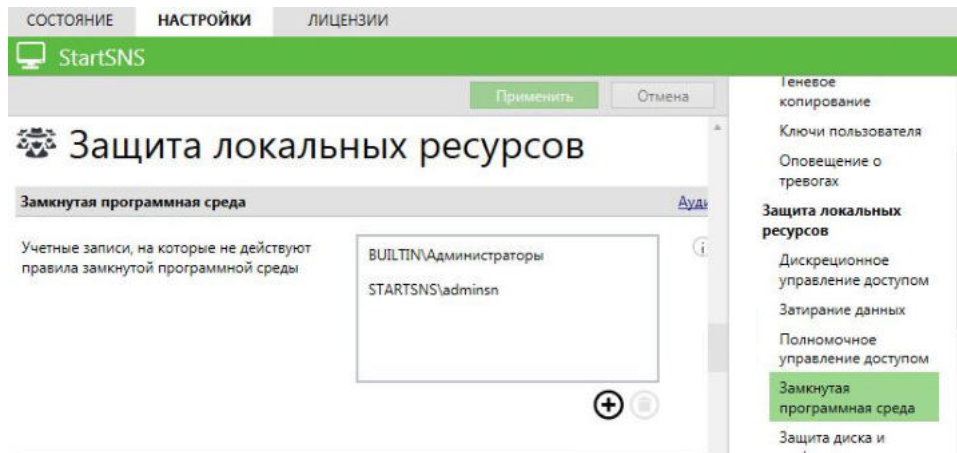 СОСТОЯНИЕ НАСТРОЙКИ ЛИЦЕНЗИИ
StartSNS
Применить Отмена
Защита локальных ресурсов
Замкнутая программная среда
Учетные записи, на которые не действуют
правила замкнутой программной среды
BUILTIN\Администраторы
STARTSNS\adminsn
Теневое
копирование
Ключи пользователя
Оповещение о
тревогах
Защита локальных
ресурсов
Дискреционное
управление доступом
Затирание данных
Полномочное
управление доступом
Замкнутая
программная среда
Защита диска и